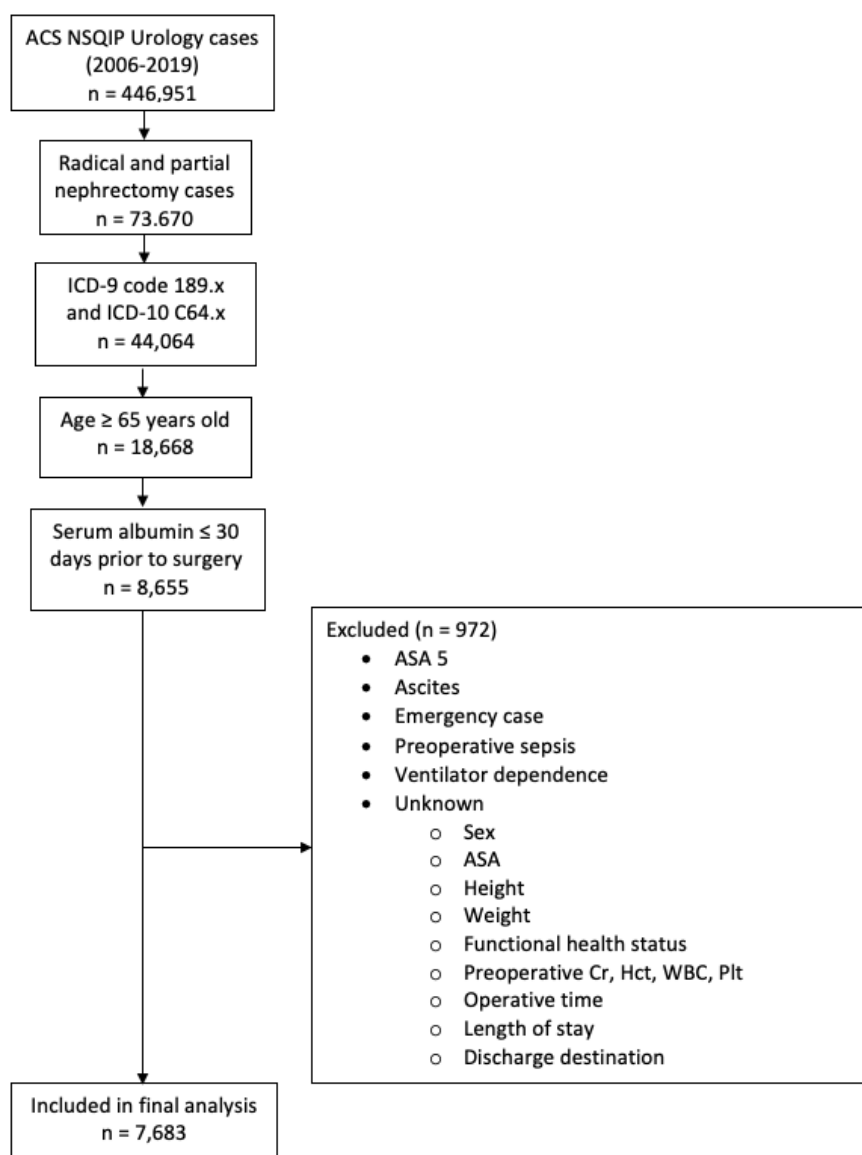 ACS NSQIP Urology cases
(2006-2019)
n = 446,951
Radical and partial
nephrectomy cases
n = 73.670
ICD-9 code 189.x
and ICD-10 C64.x
n = 44,064
Age ≥ 65 years old
n = 18,668
Serum albumin ≤ 30
days prior to surgery
n = 8,655
Excluded (n = 972)
• ASA 5
• Ascites
• Emergency case
• Preoperative sepsis
• Ventilator dependence
• Unknown
o Sex
o ASA
o Height
o Weight
o Functional health status
o Preoperative Cr, Hct, WBC, Plt
o Operative time
o Length of stay
o Discharge destination
Included in final analysis
n = 7,683